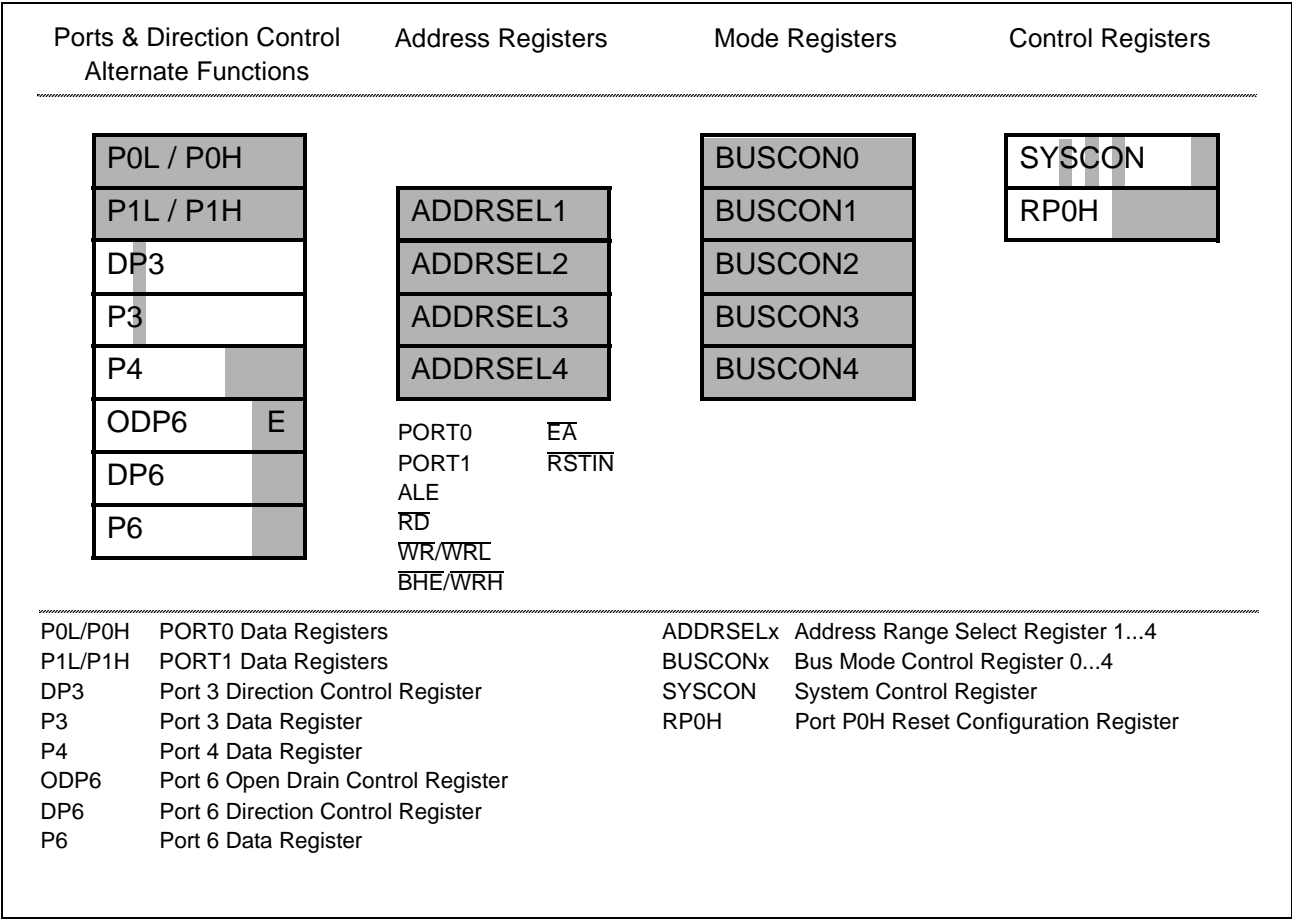 Ports & Direction Control
Alternate Functions
Address Registers
Mode Registers
Control Registers
P0L / P0H
P1L / P1H
DP3
P3
P4
ODP6 E
DP6
P6
ADDRSEL1
ADDRSEL2
ADDRSEL3
ADDRSEL4
PORT0 EA
PORT1 RSTIN
ALE
RD
WR/WRL
BHE/WRH
BUSCON0
BUSCON1
BUSCON2
BUSCON3
BUSCON4
SYSCON
RP0H
P0L/P0H PORT0 Data Registers
P1L/P1H PORT1 Data Registers
DP3 Port 3 Direction Control Register
P3 Port 3 Data Register
P4 Port 4 Data Register
ODP6 Port 6 Open Drain Control Register
DP6 Port 6 Direction Control Register
P6 Port 6 Data Register
ADDRSELx Address Range Select Register 1...4
BUSCONx Bus Mode Control Register 0...4
SYSCON System Control Register
RP0H Port P0H Reset Configuration Register